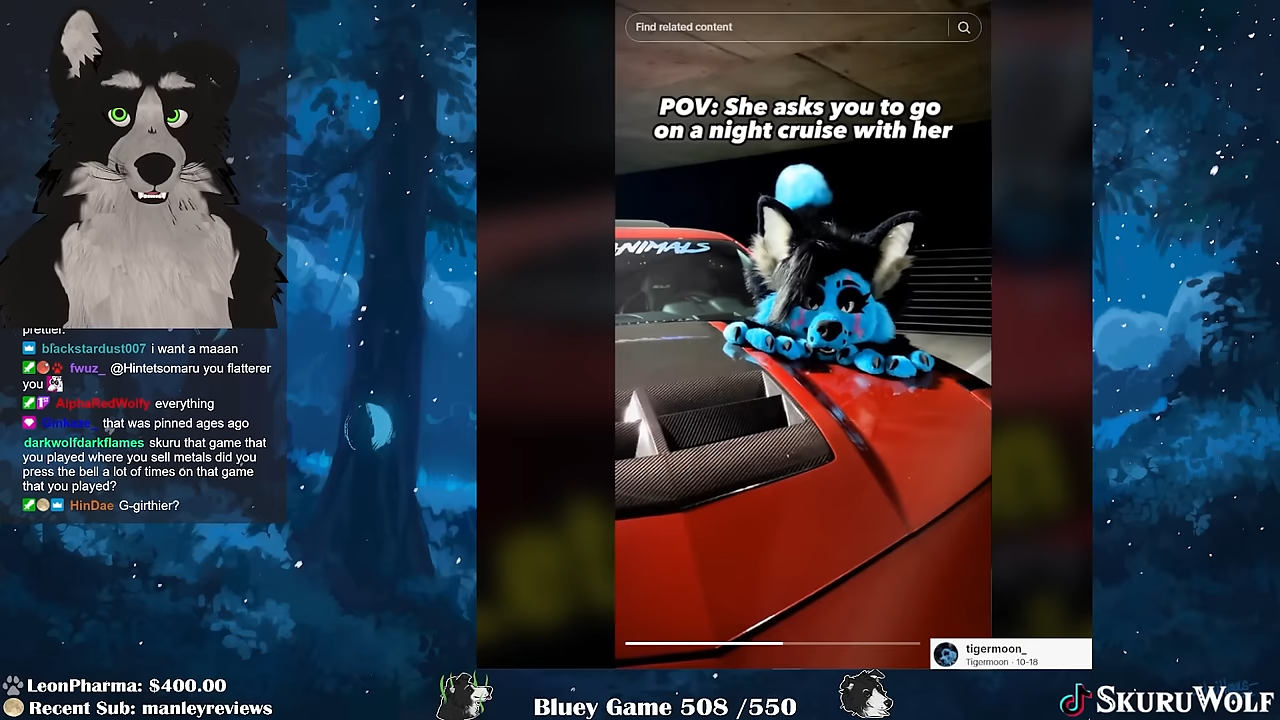 Find related content
POV: She asks you to go
on a night cruise with her
ANIMALS
prettier.
blackstardust007 i want a maaan
fwuz_ @Hintetsomaru you flatterer
you
AlphaRedWolfy everything
that was pinned ages ago
darkwolfdarkflames skuru that game that
you played where you sell metals did you
press the bell a lot of times on that game
that you played?
HinDae G-girthier?
tigermoon_
Tigermoon · 10-18
LeonPharma: $400.00
Recent Sub: manleyreviews
Bluey Game 508 /550
SkuruWolf